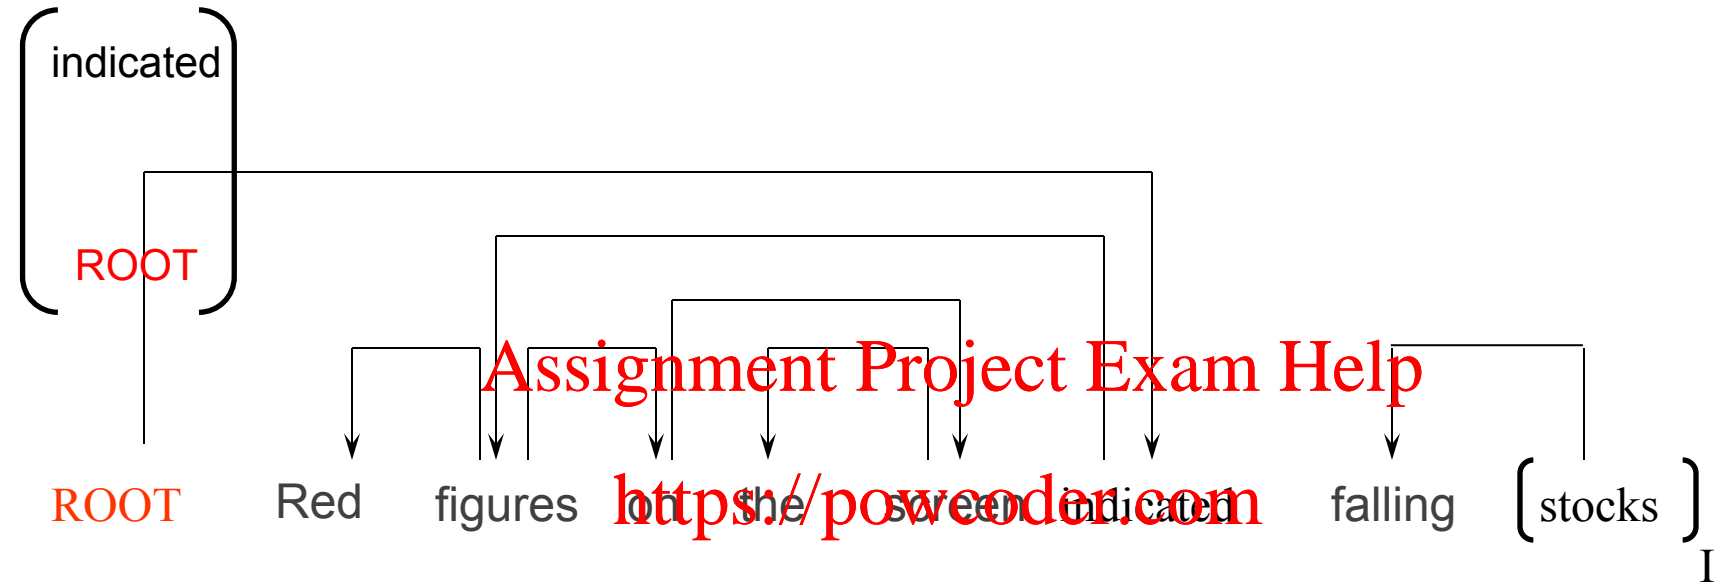 indicated
ROOT
Assignment Project Exam Help
ROOT Red figures on the screen indicated falling stocks
https://powcoder.com
I